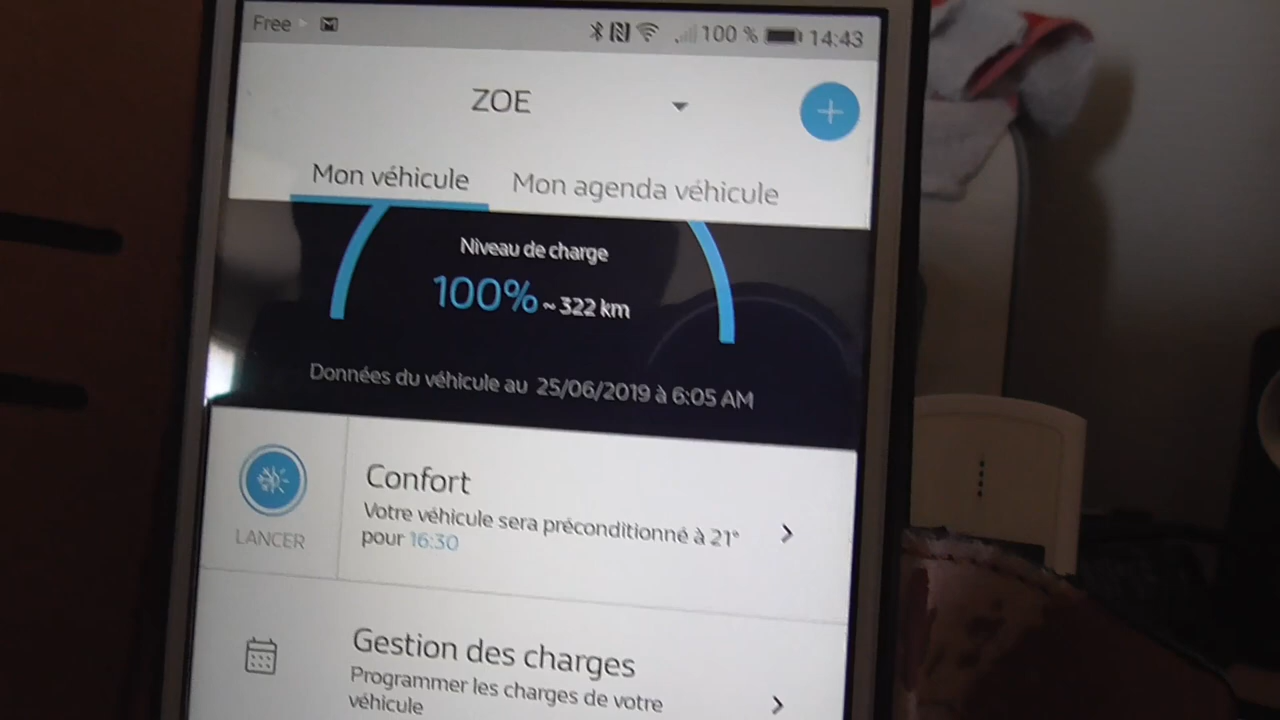 Free
100 %
14:43
ZOE
Mon véhicule
Mon agenda véhicule
Niveau de charge
100% ~ 322 km
Données du véhicule au 25/06/2019 à 6:05 AM
Confort
Votre véhicule sera préconditionné à 21°
pour 16:30
LANCER
Gestion des charges
Programmer les charges de votre
véhicule